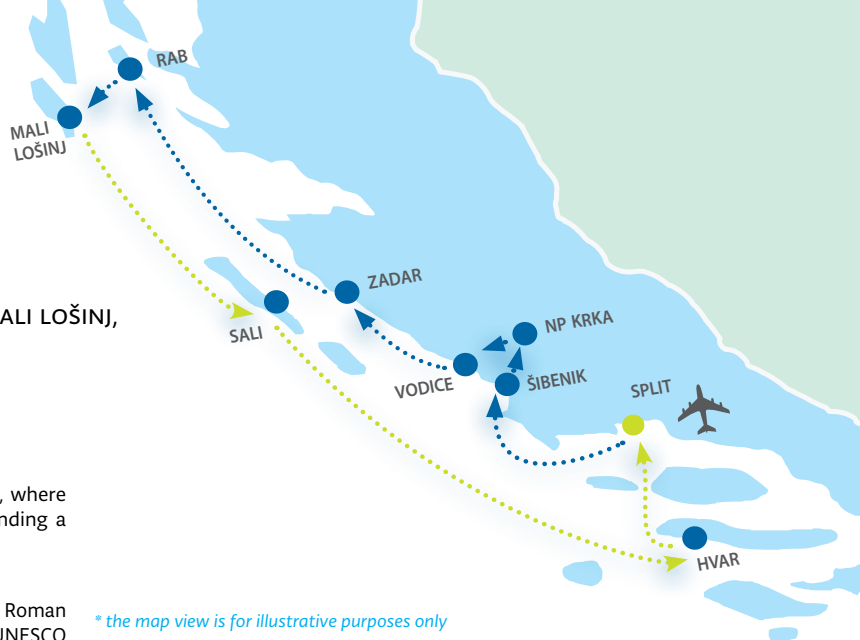 RAB
MALI
LOŠINJ
ALI LOŠINJ,
ZADAR
SALI
NP KRKA
VODICE
ŠIBENIK
SPLIT
, where
nding a
HVAR
Roman
UNESCO
* the map view is for illustrative purposes only